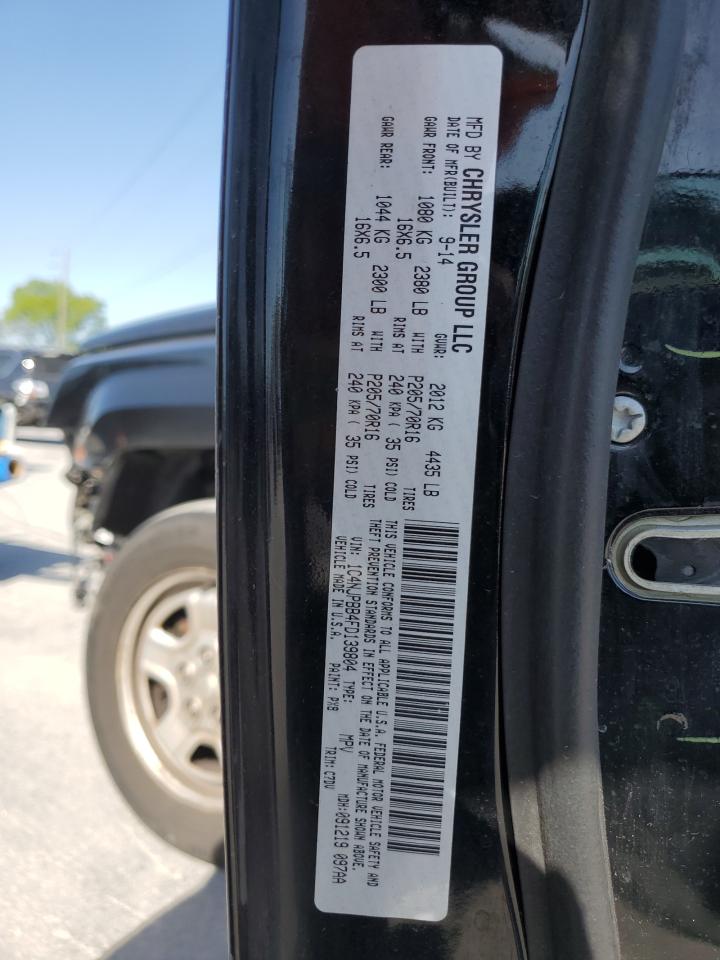 MFD BY CHRYSLER GROUP LLC
DATE OF MFR(BUILT): 9-14 GVWR: 2012 KG 4435 LB
GAWR FRONT: 1080 KG 2380 LB WITH P205/70R16 TIRES
16X6.5 RIMS AT 240 KPA ( 35 PSI) COLD
GAWR REAR: 1044 KG 2300 LB WITH P205/70R16 TIRES
16X6.5 RIMS AT 240 KPA ( 35 PSI) COLD
THIS VEHICLE CONFORMS TO ALL APPLICABLE U.S.A. FEDERAL MOTOR VEHICLE SAFETY AND
THEFT PREVENTION STANDARDS IN EFFECT ON THE DATE OF MANUFACTURE SHOWN ABOVE.
VIN: 1C4NJPBB4FD139804 TYPE: MPV MDH:091219 097AA
VEHICLE MADE IN U.S.A. PAINT: PX8 TRIM: C7DV